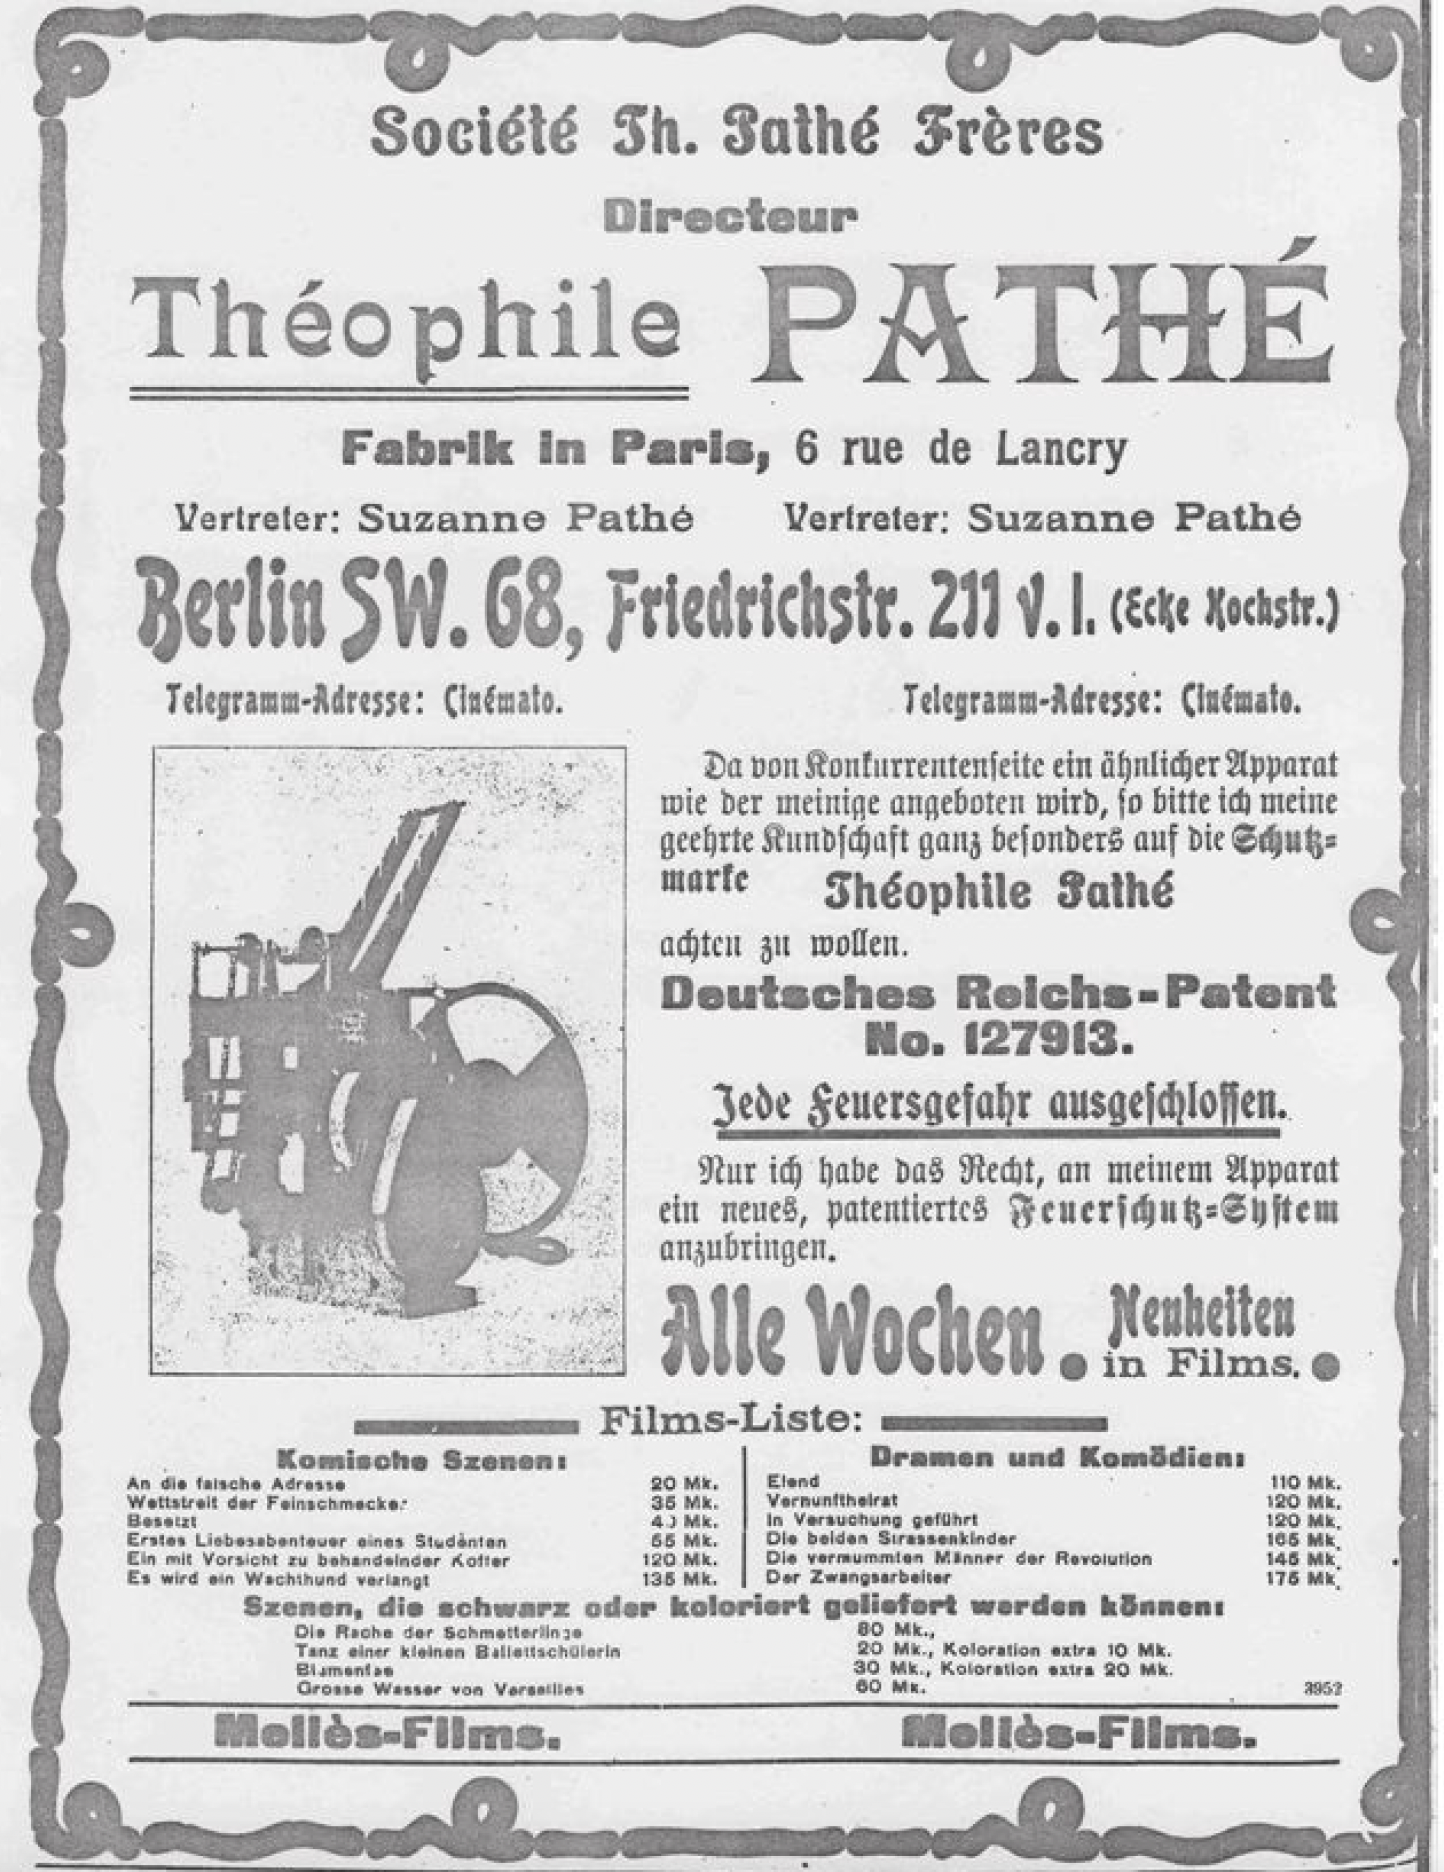 Société Th. Pathé Frères
Directeur
Théophile PATHÉ
Fabrik in Paris, 6 rue de Lancry
Vertreter: Suzanne Pathé Vertreter: Suzanne Pathé
Berlin SW. 68, Friedrichstr. 211 v. I. (Ecke Kochstr.)
Telegramm-Adresse: Cinémato. Telegramm-Adresse: Cinémato.
Da von Konkurrentenseite ein ähnlicher Apparat
wie der meinige angeboten wird, so bitte ich meine
geehrte Kundschaft ganz besonders auf die Schutz=
marke Théophile Pathé
achten zu wollen.
Deutsches Reichs-Patent
No. 127913.
Jede Feuersgefahr ausgeschlossen.
Nur ich habe das Recht, an meinem Apparat
ein neues, patentiertes Feuerschutz=System
anzubringen.
Alle Wochen • Neuheiten
in Films. •
Films-Liste:
Komische Szenen:
An die falsche Adresse 20 Mk.
Wettstreit der Feinschmecker 35 Mk.
Besetzt Mk.
Erstes Liebesabenteuer eines Studenten 55 Mk.
Ein mit Vorsicht zu behandelnder Koffer 120 Mk.
Es wird ein Wachthund verlangt 135 Mk.
Dramen und Komödien:
Elend 110 Mk.
Vernunftheirat 120 Mk.
In Versuchung geführt 120 Mk.
Die beiden Strassenkinder 165 Mk.
Die vermummten Männer der Revolution 145 Mk.
Der Zwangsarbeiter 175 Mk.
Szenen, die schwarz oder koloriert geliefert werden können:
Die Rache der Schmetterlinge 80 Mk.,
Tanz einer kleinen Ballettschülerin 20 Mk., Koloration extra 10 Mk.
Blumenfee 30 Mk., Koloration extra 20 Mk.
Grosse Wasser von Versailles 60 Mk.
3952
Meliès-Films. Meliès-Films.